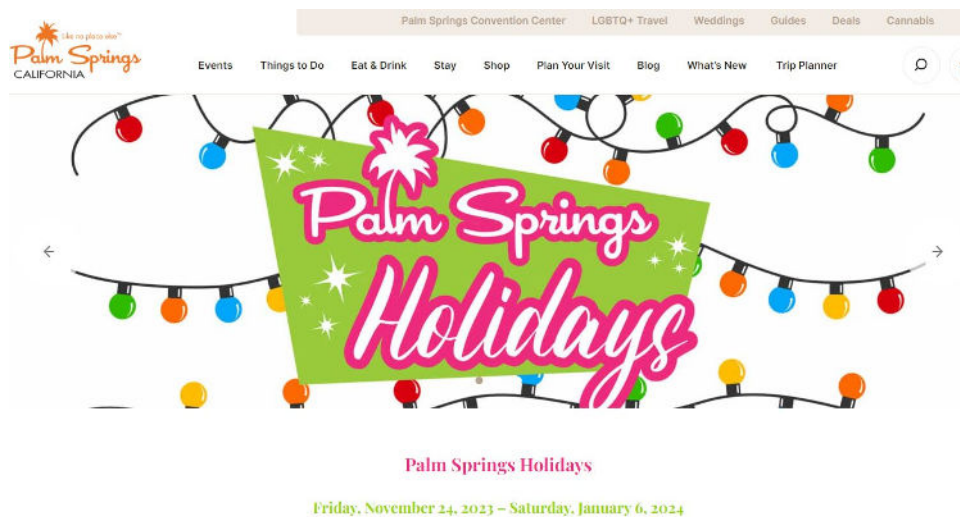 Palm Springs Convention Center LGBTQ+ Travel Weddings Guides Deals Cannabis
like no place else™
Palm Springs
CALIFORNIA
Events Things to Do Eat & Drink Stay Shop Plan Your Visit Blog What's New Trip Planner
Palm Springs
Holidays
Palm Springs Holidays
Friday, November 24, 2023 – Saturday, January 6, 2024